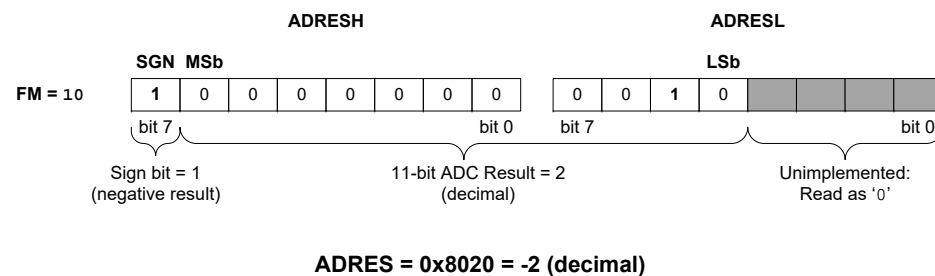 ADRESH ADRESL
SGN MSb LSb
FM = 10 1 0 0 0 0 0 0 0 0 0 1 0
bit 7 bit 0 bit 7 bit 0
Sign bit = 1 11-bit ADC Result = 2 Unimplemented:
(negative result) (decimal) Read as ‘0’
ADRES = 0x8020 = -2 (decimal)